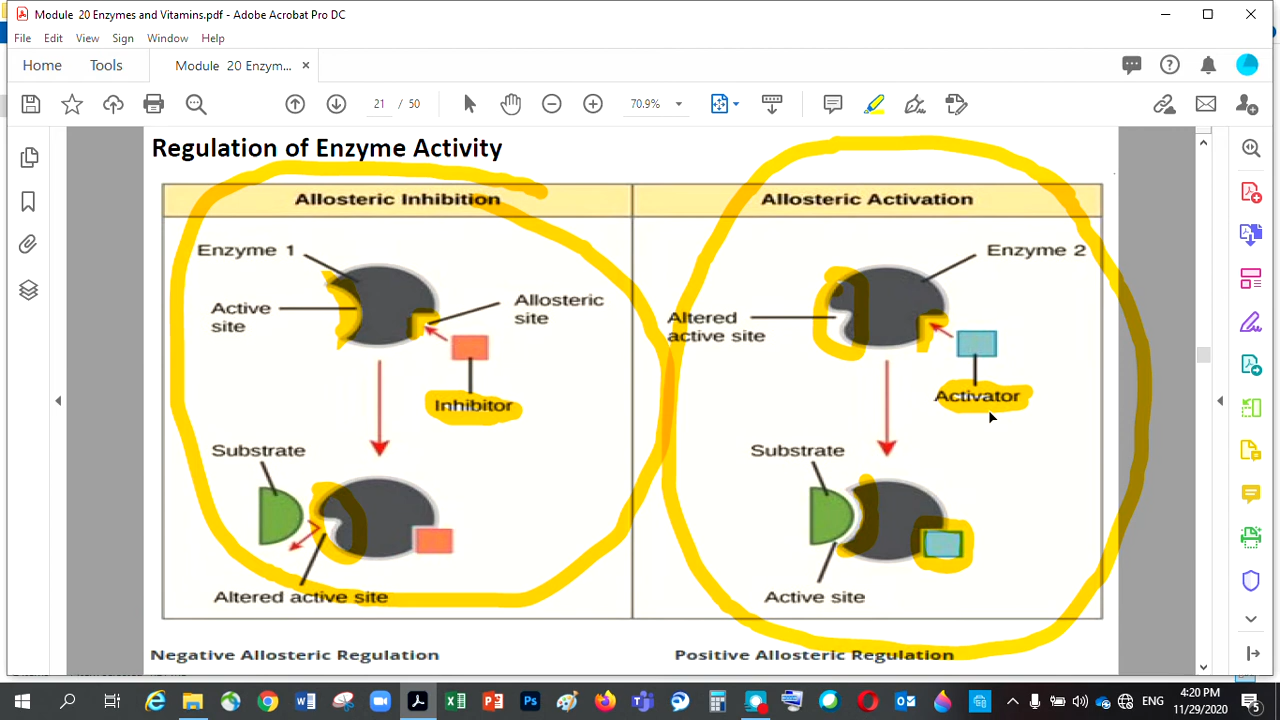 Module 20 Enzymes and Vitamins.pdf - Adobe Acrobat Pro DC
File Edit View Sign Window Help
Home Tools Module 20 Enzym... ×
21 / 50 70.9%
Regulation of Enzyme Activity
Allosteric Inhibition
Enzyme 1
Active
site
Allosteric
site
Inhibitor
Substrate
Altered active site
Negative Allosteric Regulation
Allosteric Activation
Enzyme 2
Altered
active site
Activator
Substrate
Active site
Positive Allosteric Regulation
ENG
4:20 PM
11/29/2020
5